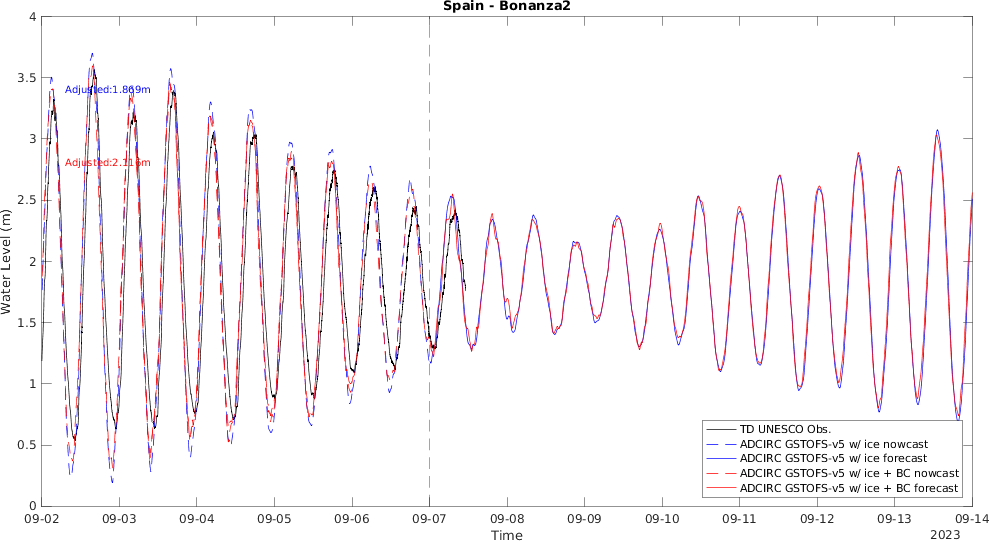 Spain - Bonanza2
4
3.5
3
2.5
2
1.5
1
0.5
0
Water Level (m)
Adjusted:1.869m
Adjusted:2.116m
TD UNESCO Obs.
ADCIRC GSTOFS-v5 w/ ice nowcast
ADCIRC GSTOFS-v5 w/ ice forecast
ADCIRC GSTOFS-v5 w/ ice + BC nowcast
ADCIRC GSTOFS-v5 w/ ice + BC forecast
09-02 09-03 09-04 09-05 09-06 09-07 09-08 09-09 09-10 09-11 09-12 09-13 09-14
Time
2023